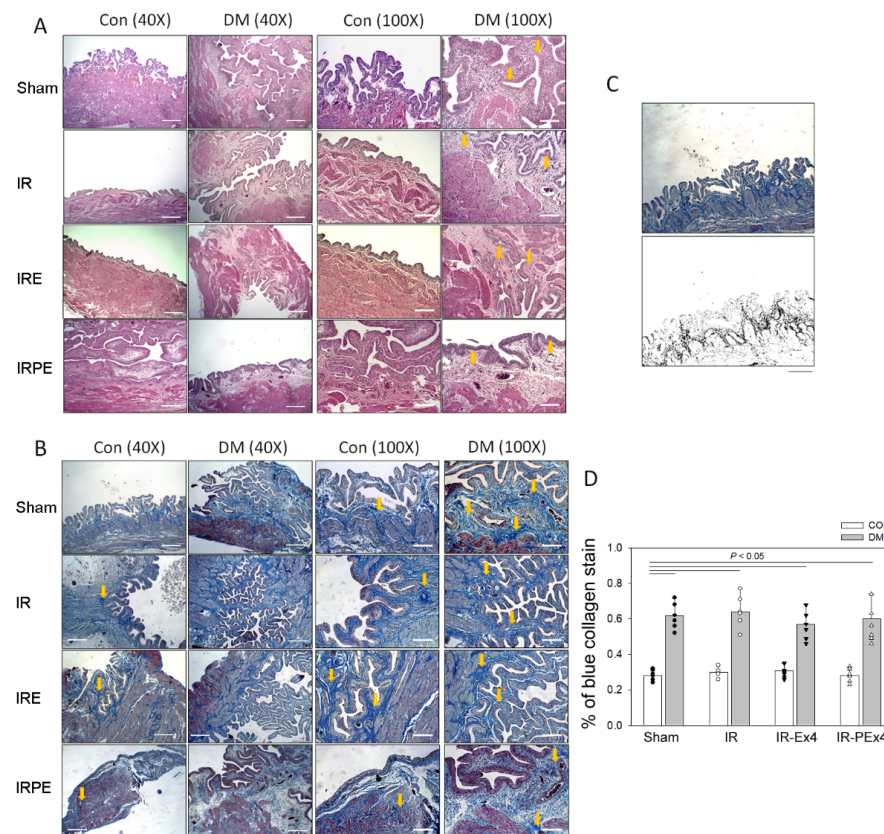 A
Con (40X) DM (40X) Con (100X) DM (100X)
Sham
IR
IRE
IRPE
B
Con (40X) DM (40X) Con (100X) DM (100X)
Sham
IR
IRE
IRPE
C
D
CO
DM
P < 0.05
% of blue collagen stain
1.0
0.8
0.6
0.4
0.2
0.0
Sham IR IR-Ex4 IR-PEx4